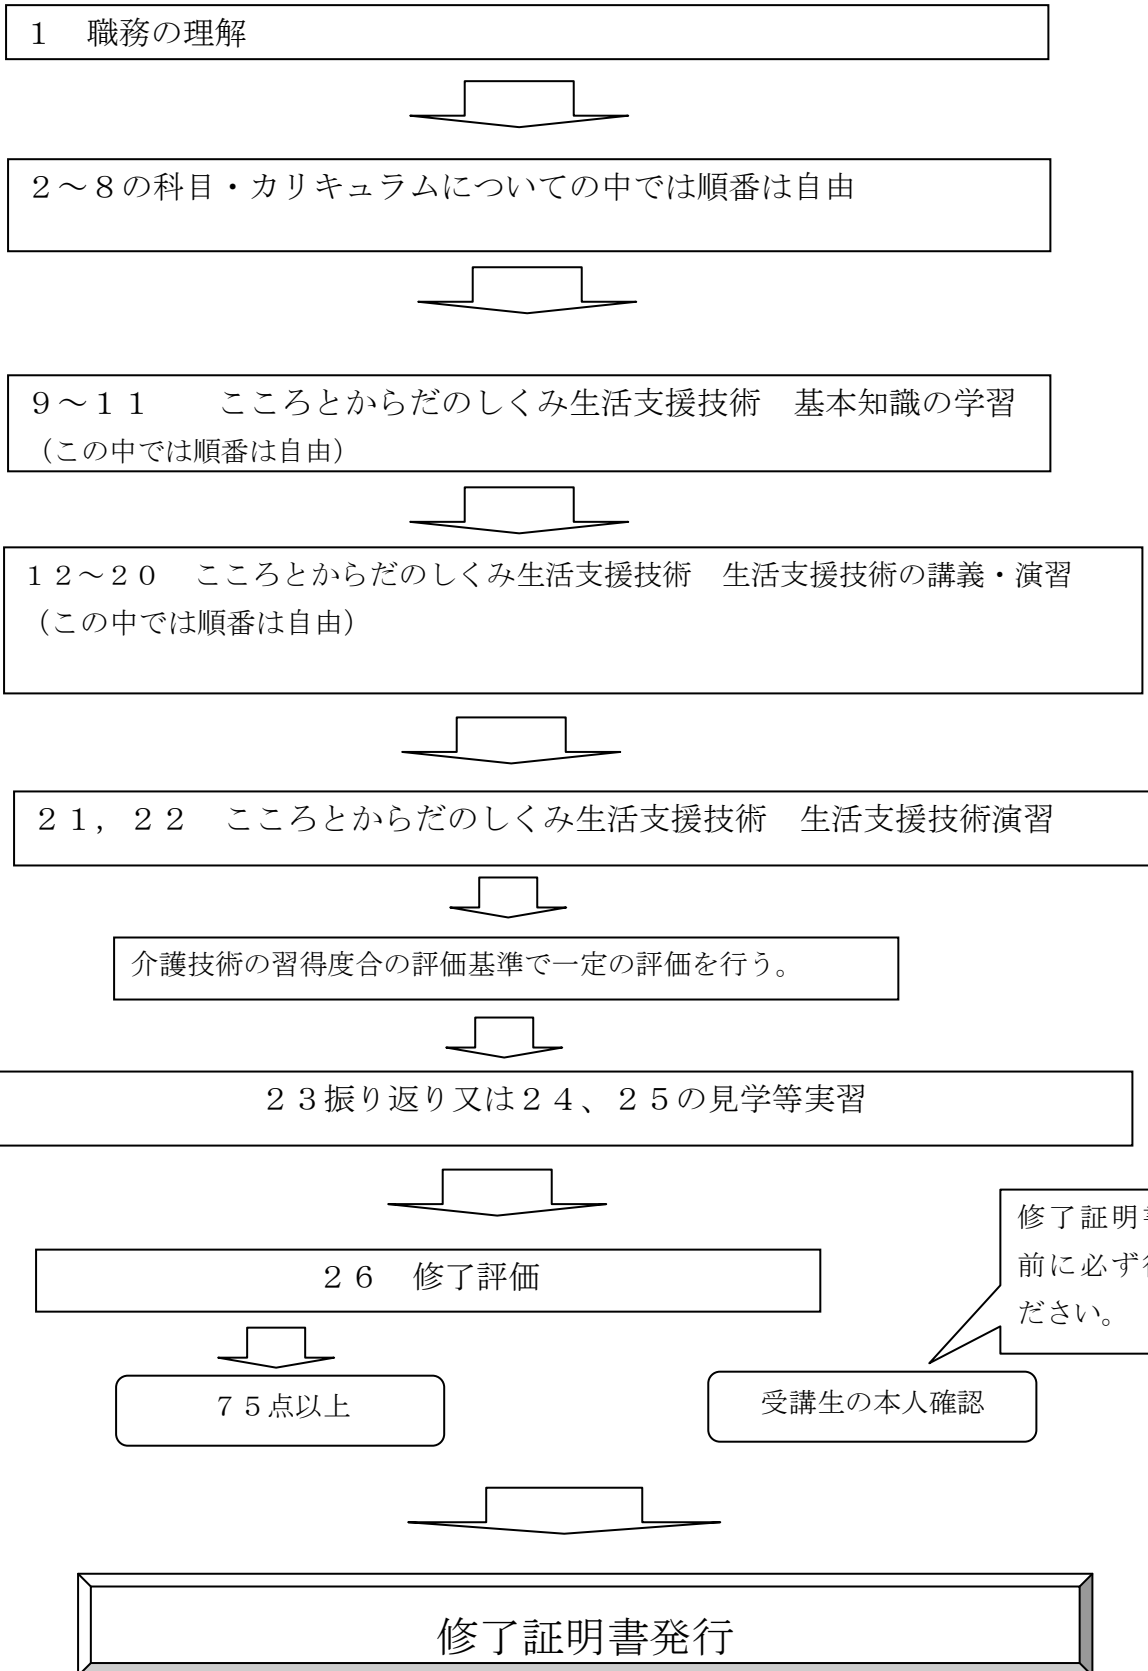 １　職務の理解
２～８の科目・カリキュラムについての中では順番は自由
９～１１　　こころとからだのしくみ生活支援技術　基本知識の学習
（この中では順番は自由）
１２～２０　こころとからだのしくみ生活支援技術　生活支援技術の講義・演習
（この中では順番は自由）
２１，２２　こころとからだのしくみ生活支援技術　生活支援技術演習
介護技術の習得度合の評価基準で一定の評価を行う。
２３振り返り又は２４、２５の見学等実習
修了証明
前に必ず
ださい。
２６　修了評価
７５点以上
受講生の本人確認
修了証明書発行